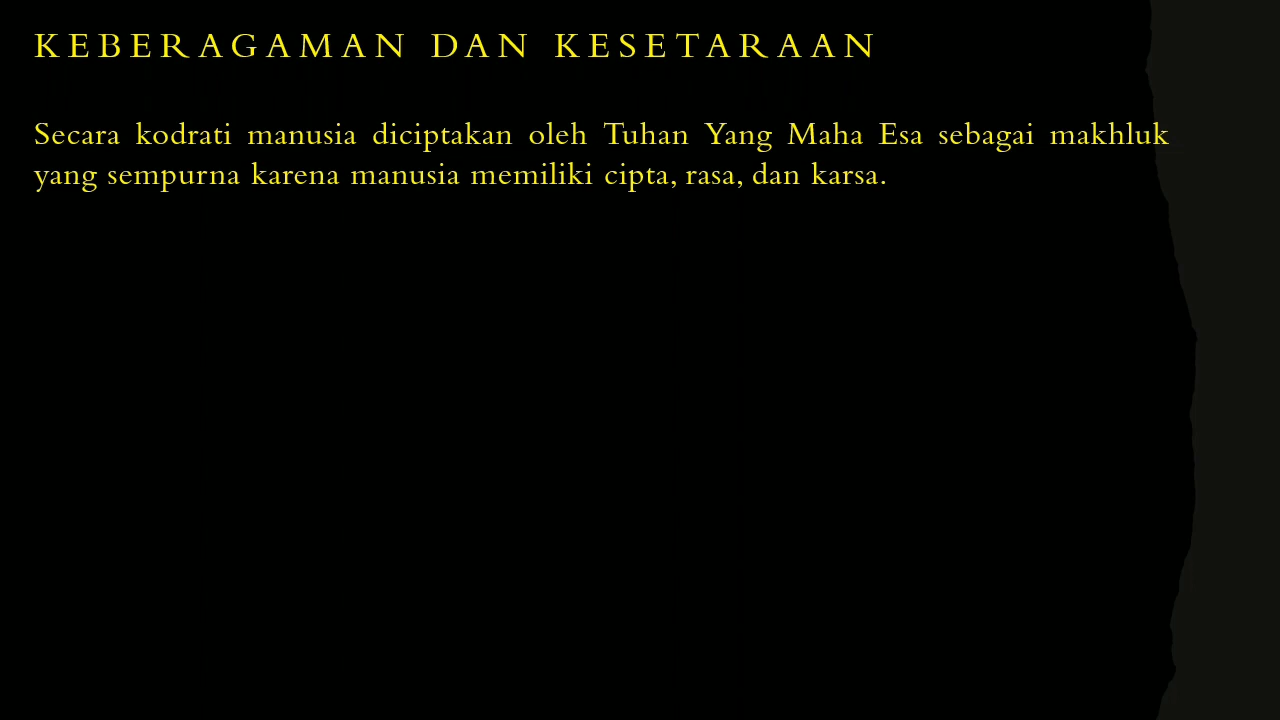 KEBERAGAMAN DAN KESETARAAN
Secara kodrati manusia diciptakan oleh Tuhan Yang Maha Esa sebagai makhluk
yang sempurna karena manusia memiliki cipta, rasa, dan karsa.